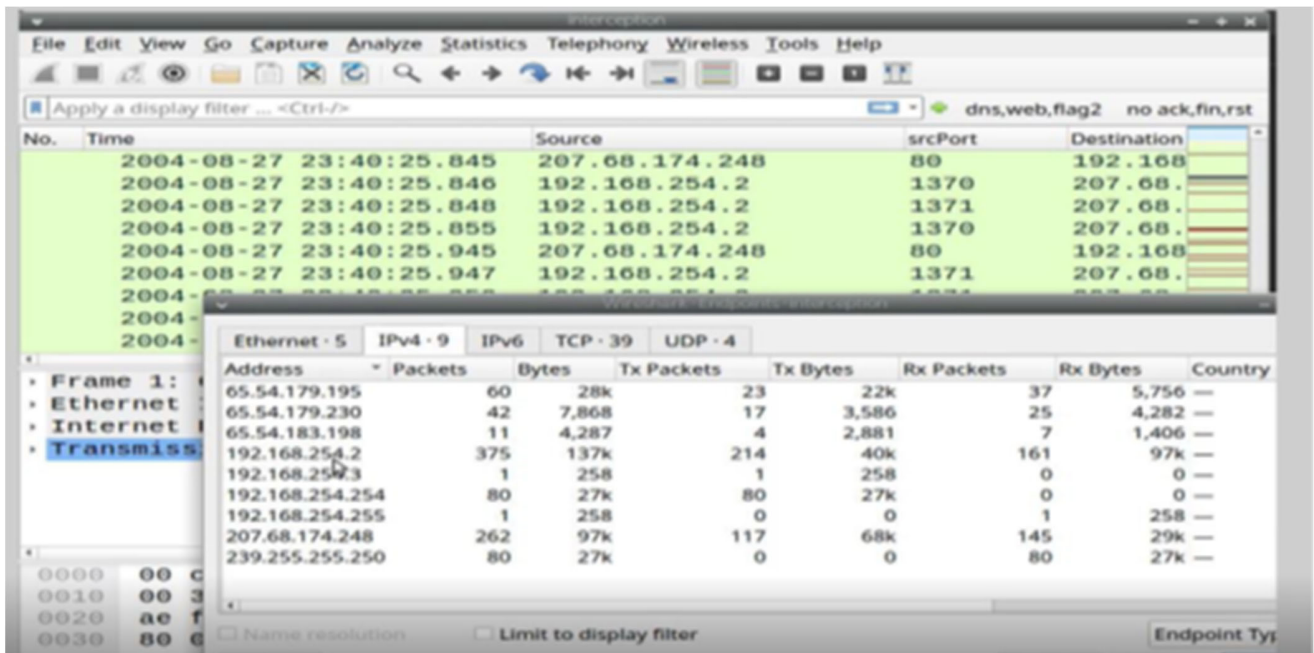 Interception
File Edit View Go Capture Analyze Statistics Telephony Wireless Tools Help
Apply a display filter ... <Ctrl-/> dns,web,flag2 no ack,fin,rst
No. Time Source srcPort Destination
2004-08-27 23:40:25.845 207.68.174.248 80 192.168
2004-08-27 23:40:25.846 192.168.254.2 1370 207.68.
2004-08-27 23:40:25.848 192.168.254.2 1371 207.68.
2004-08-27 23:40:25.855 192.168.254.2 1370 207.68.
2004-08-27 23:40:25.945 207.68.174.248 80 192.168
2004-08-27 23:40:25.947 192.168.254.2 1371 207.68.
2004-
2004-
2004-
Wireshark · Endpoints · Interception
Ethernet · 5 IPv4 · 9 IPv6 TCP · 39 UDP · 4
Address Packets Bytes Tx Packets Tx Bytes Rx Packets Rx Bytes Country
65.54.179.195 60 28k 23 22k 37 5,756 —
65.54.179.230 42 7,868 17 3,586 25 4,282 —
65.54.183.198 11 4,287 4 2,881 7 1,406 —
192.168.254.2 375 137k 214 40k 161 97k —
192.168.254.3 1 258 1 258 0 0 —
192.168.254.254 80 27k 80 27k 0 0 —
192.168.254.255 1 258 0 0 1 258 —
207.68.174.248 262 97k 117 68k 145 29k —
239.255.255.250 80 27k 0 0 80 27k —
Name resolution Limit to display filter Endpoint Typ
Frame 1:
Ethernet
Internet
Transmiss
0000 00 c
0010 00 3
0020 ae f
0030 80